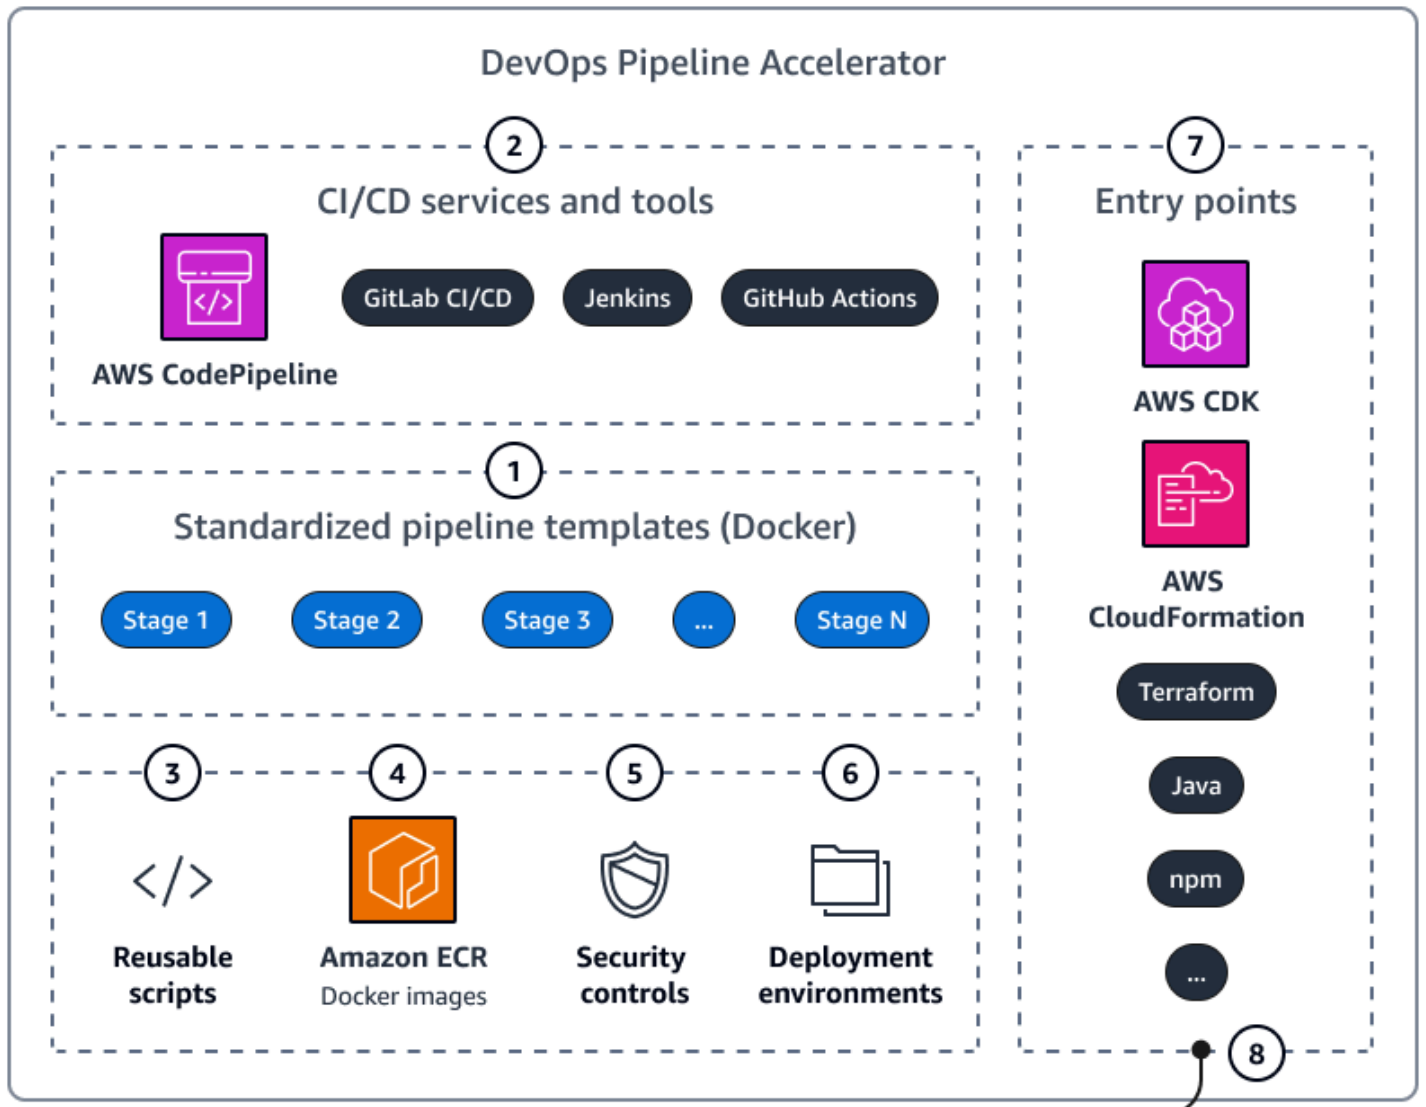 DevOps Pipeline Accelerator
2
CI/CD services and tools
</>
AWS CodePipeline
GitLab CI/CD
Jenkins
GitHub Actions
1
Standardized pipeline templates (Docker)
Stage 1
Stage 2
Stage 3
...
Stage N
3
</>
Reusable
scripts
4
Amazon ECR
Docker images
5
Security
controls
6
Deployment
environments
7
Entry points
AWS CDK
AWS
CloudFormation
Terraform
Java
npm
...
8